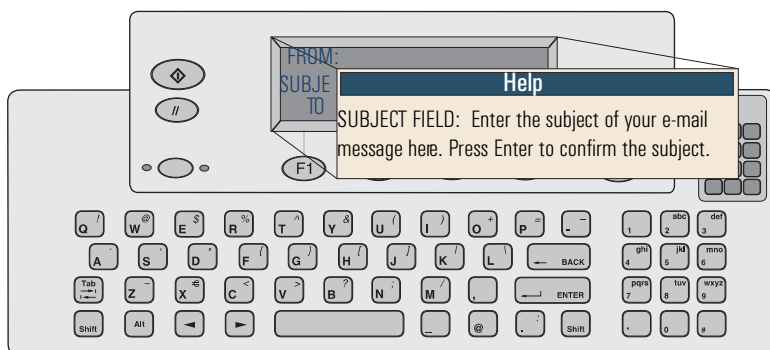 FROM:
SUBJE
TO
Help
SUBJECT FIELD: Enter the subject of your e-mail
message here. Press Enter to confirm the subject.
//
F1
Q ! W @ E $ R % T ^ Y & U ( I ) O + P = - _
A ` S ' D * F { G } H [ J ] K / L \ ← BACK
Tab Z ~ X € C < V > B ? N ; M / , ENTER
Shift Alt ◄ ► _ @ . : Shift
1 2 abc 3 def
4 ghi 5 jkl 6 mno
7 pqrs 8 tuv 9 wxyz
* 0 #